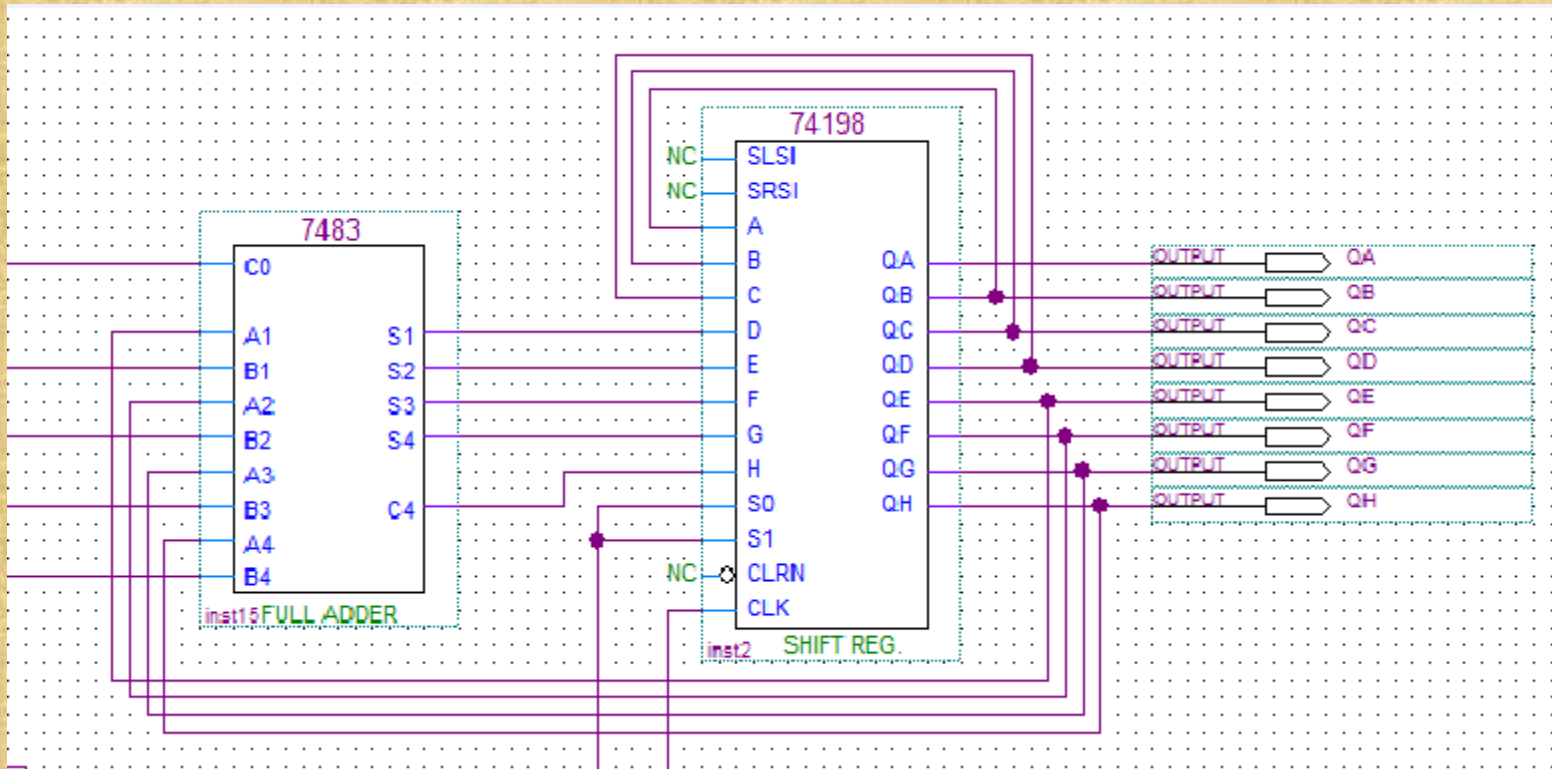 74198
NC SLSI
NC SRSI
A
B QA
C QB
D QC
E QD
F QE
G QF
H QG
S0 QH
S1
NC CLRN
CLK
inst2 SHIFT REG.
7483
C0
A1 S1
B1 S2
A2 S3
B2 S4
A3
B3 C4
A4
B4
inst15 FULL ADDER
OUTPUT QA
OUTPUT QB
OUTPUT QC
OUTPUT QD
OUTPUT QE
OUTPUT QF
OUTPUT QG
OUTPUT QH